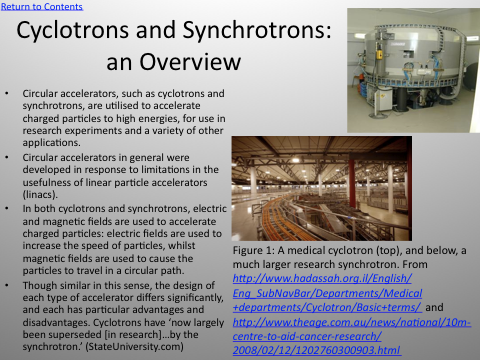 Return to Contents
Cyclotrons and Synchrotrons:
an Overview
• Circular accelerators, such as cyclotrons and
synchrotrons, are utilised to accelerate
charged particles to high energies, for use in
research experiments and a variety of other
applications.
• Circular accelerators in general were
developed in response to limitations in the
usefulness of linear particle accelerators
(linacs).
• In both cyclotrons and synchrotrons, electric
and magnetic fields are used to accelerate
charged particles: electric fields are used to
increase the speed of particles, whilst
magnetic fields are used to cause the
particles to travel in a circular path.
• Though similar in this sense, the design of
each type of accelerator differs significantly,
and each has particular advantages and
disadvantages. Cyclotrons have ‘now largely
been superseded [in research]...by the
synchrotron.’ (StateUniversity.com)
Figure 1: A medical cyclotron (top), and below, a
much larger research synchrotron. From
http://www.hadassah.org.il/English/
Eng_SubNavBar/Departments/Medical
+departments/Cyclotron/Basic+terms/ and
http://www.theage.com.au/news/national/10m-
centre-to-aid-cancer-research/
2008/02/12/1202760300903.html